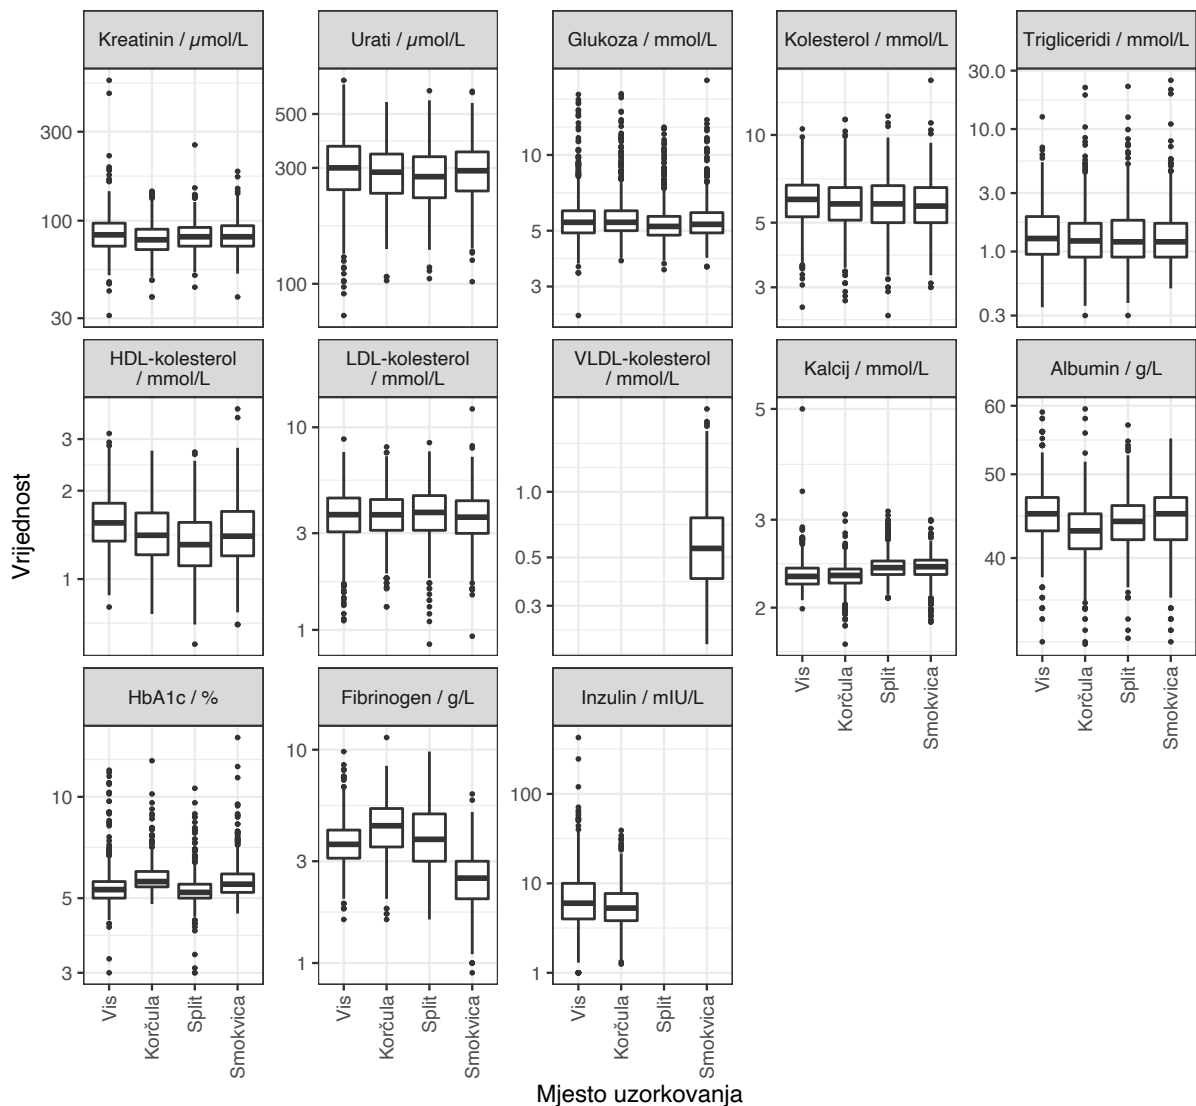 Kreatinin / µmol/L
Urati / µmol/L
Glukoza / mmol/L
Kolesterol / mmol/L
Trigliceridi / mmol/L
300
100
30
500
300
100
10
5
3
10
5
3
30.0
10.0
3.0
1.0
0.3
HDL-kolesterol
/ mmol/L
LDL-kolesterol
/ mmol/L
VLDL-kolesterol
/ mmol/L
Kalcij / mmol/L
Albumin / g/L
3
2
1
10
3
1
1.0
0.5
0.3
5
3
2
60
50
40
Vis
Korčula
Split
Smokvica
Vis
Korčula
Split
Smokvica
HbA1c / %
Fibrinogen / g/L
Inzulin / mIU/L
10
5
3
10
3
1
100
10
1
Vis
Korčula
Split
Smokvica
Vis
Korčula
Split
Smokvica
Vis
Korčula
Split
Smokvica
Vrijednost
Mjesto uzorkovanja